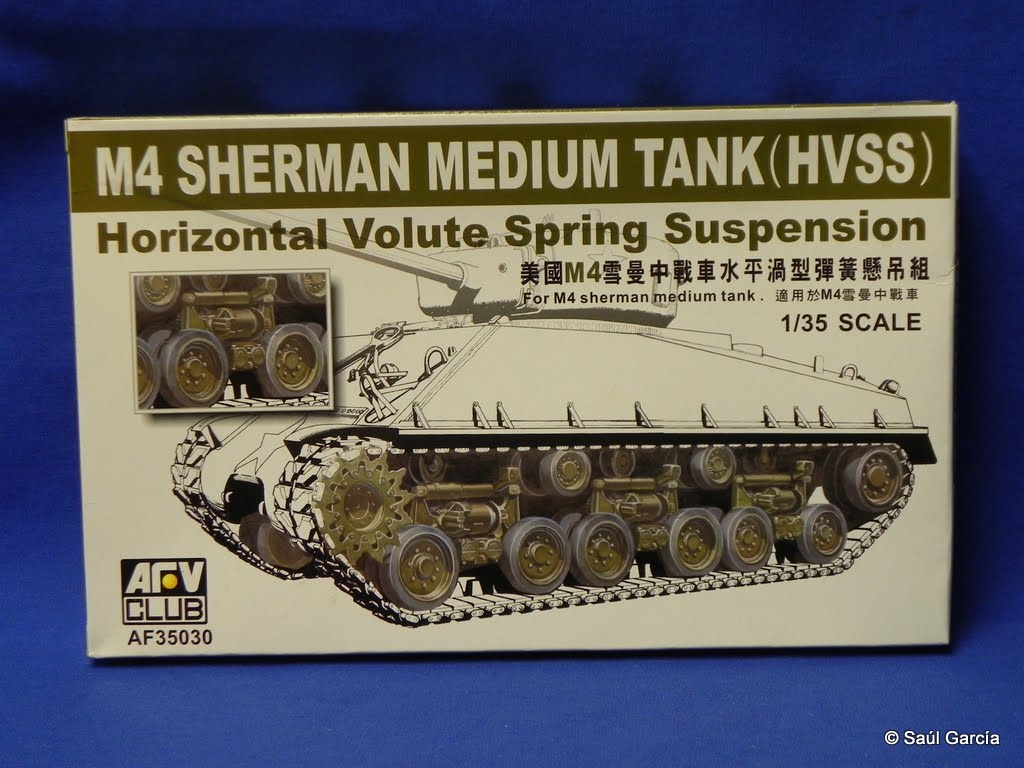 M4 SHERMAN MEDIUM TANK(HVSS)
Horizontal Volute Spring Suspension
美國M4雪曼中戰車水平渦型彈簧懸吊組
For M4 sherman medium tank . 適用於M4雪曼中戰車
1/35 SCALE
AFV
CLUB
AF35030
© Saúl García